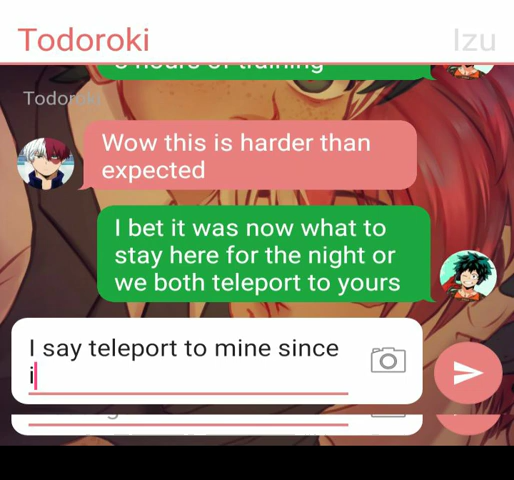 Todoroki
Izu
Todoroki
Wow this is harder than
expected
I bet it was now what to
stay here for the night or
we both teleport to yours
I say teleport to mine since
i